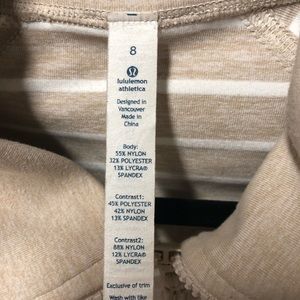 8
lululemon
athletica
Designed in
Vancouver
Made in
China
Body:
55% NYLON
32% POLYESTER
13% LYCRA®
SPANDEX
Contrast1:
45% POLYESTER
42% NYLON
13% SPANDEX
Contrast2:
88% NYLON
12% LYCRA®
SPANDEX
Exclusive of trim
Wash with like